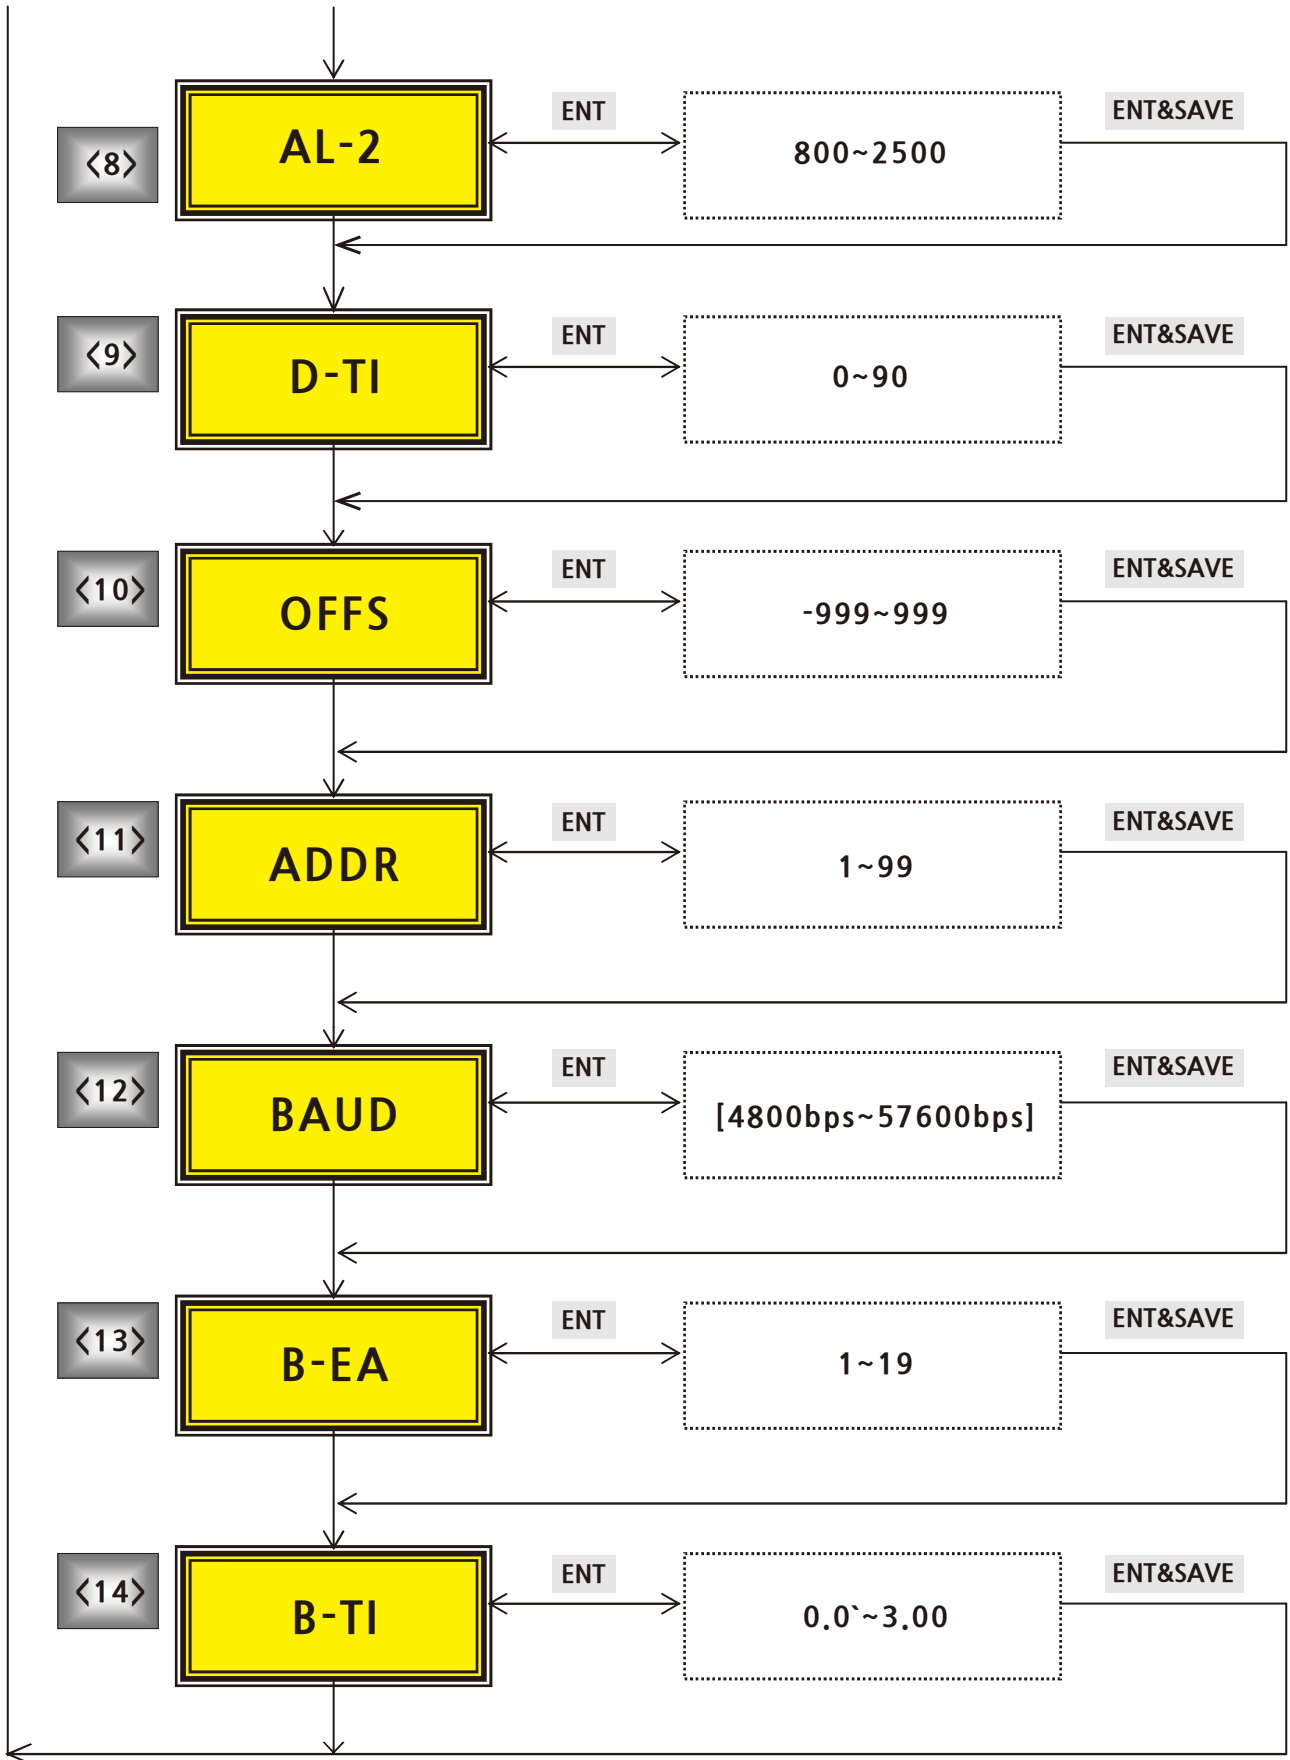 ENT
ENT&SAVE
<8>
AL-2
800~2500
ENT
ENT&SAVE
<9>
D-TI
0~90
ENT
ENT&SAVE
<10>
OFFS
-999~999
ENT
ENT&SAVE
<11>
ADDR
1~99
ENT
ENT&SAVE
<12>
BAUD
[4800bps~57600bps]
ENT
ENT&SAVE
<13>
B-EA
1~19
ENT
ENT&SAVE
<14>
B-TI
0.0`~3.00